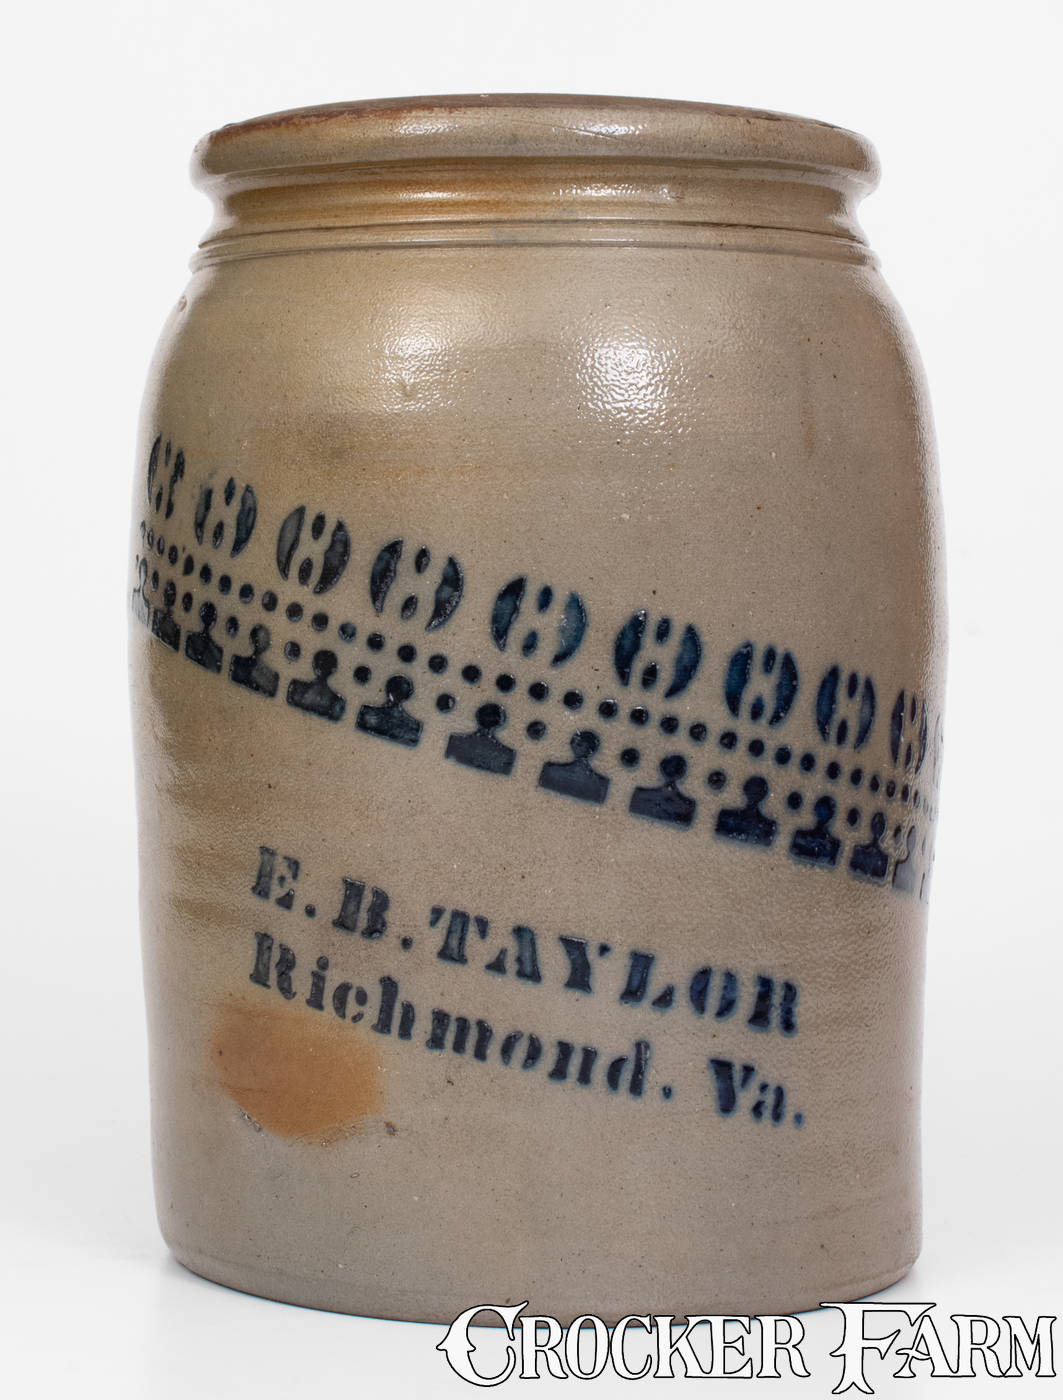 E.B.TAYLOR
Richmond, Va.
CROCKER FARM